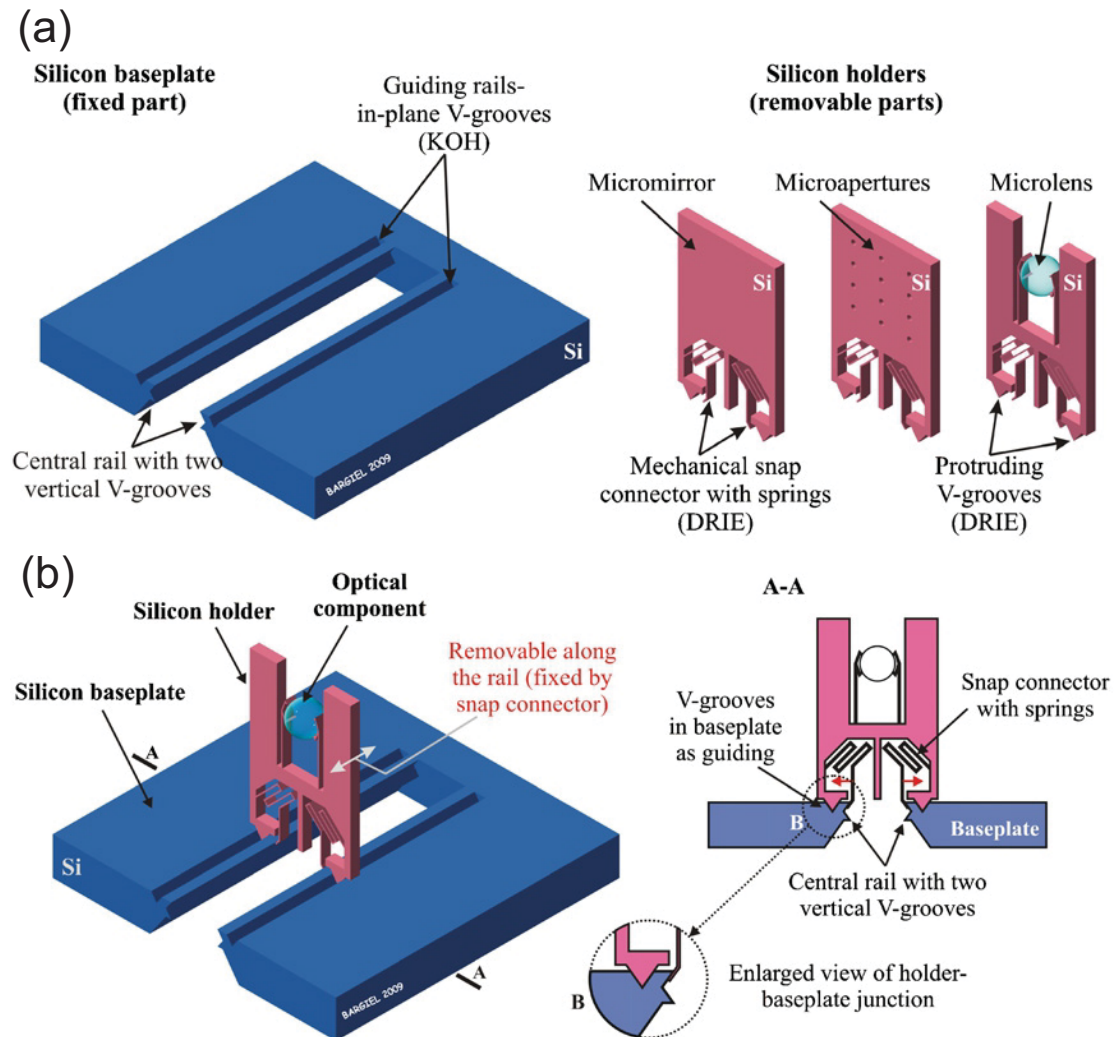 (a)
Silicon baseplate
(fixed part)
Guiding rails-
in-plane V-grooves
(KOH)
Silicon holders
(removable parts)
Micromirror
Microapertures
Microlens
Si
Si
Si
Si
BARGIEL 2009
Central rail with two
vertical V-grooves
Mechanical snap
connector with springs
(DRIE)
Protruding
V-grooves
(DRIE)
(b)
Silicon holder
Optical
component
Silicon baseplate
Removable along
the rail (fixed by
snap connector)
A
Si
A
BARGIEL 2009
A-A
V-grooves
in baseplate
as guiding
Snap connector
with springs
B
Baseplate
Central rail with two
vertical V-grooves
B
Enlarged view of holder-
baseplate junction